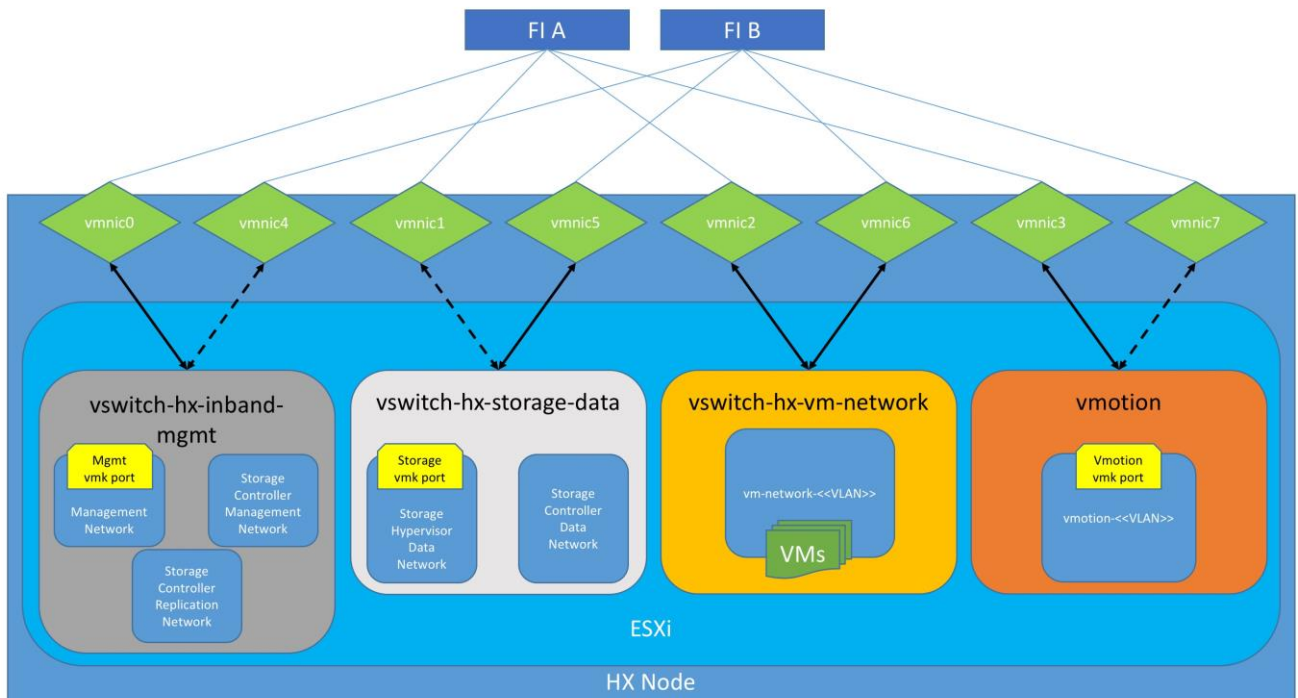 FI A
FI B
vmnic0
vmnic4
vmnic1
vmnic5
vmnic2
vmnic6
vmnic3
vmnic7
vswitch-hx-inband-
mgmt
Mgmt
vmk port
Management
Network
Storage
Controller
Management
Network
Storage
Controller
Replication
Network
vswitch-hx-storage-data
Storage
vmk port
Storage
Hypervisor
Data
Network
Storage
Controller
Data
Network
vswitch-hx-vm-network
vm-network-<<VLAN>>
VMs
vmotion
Vmotion
vmk port
vmotion-<<VLAN>>
ESXi
HX Node